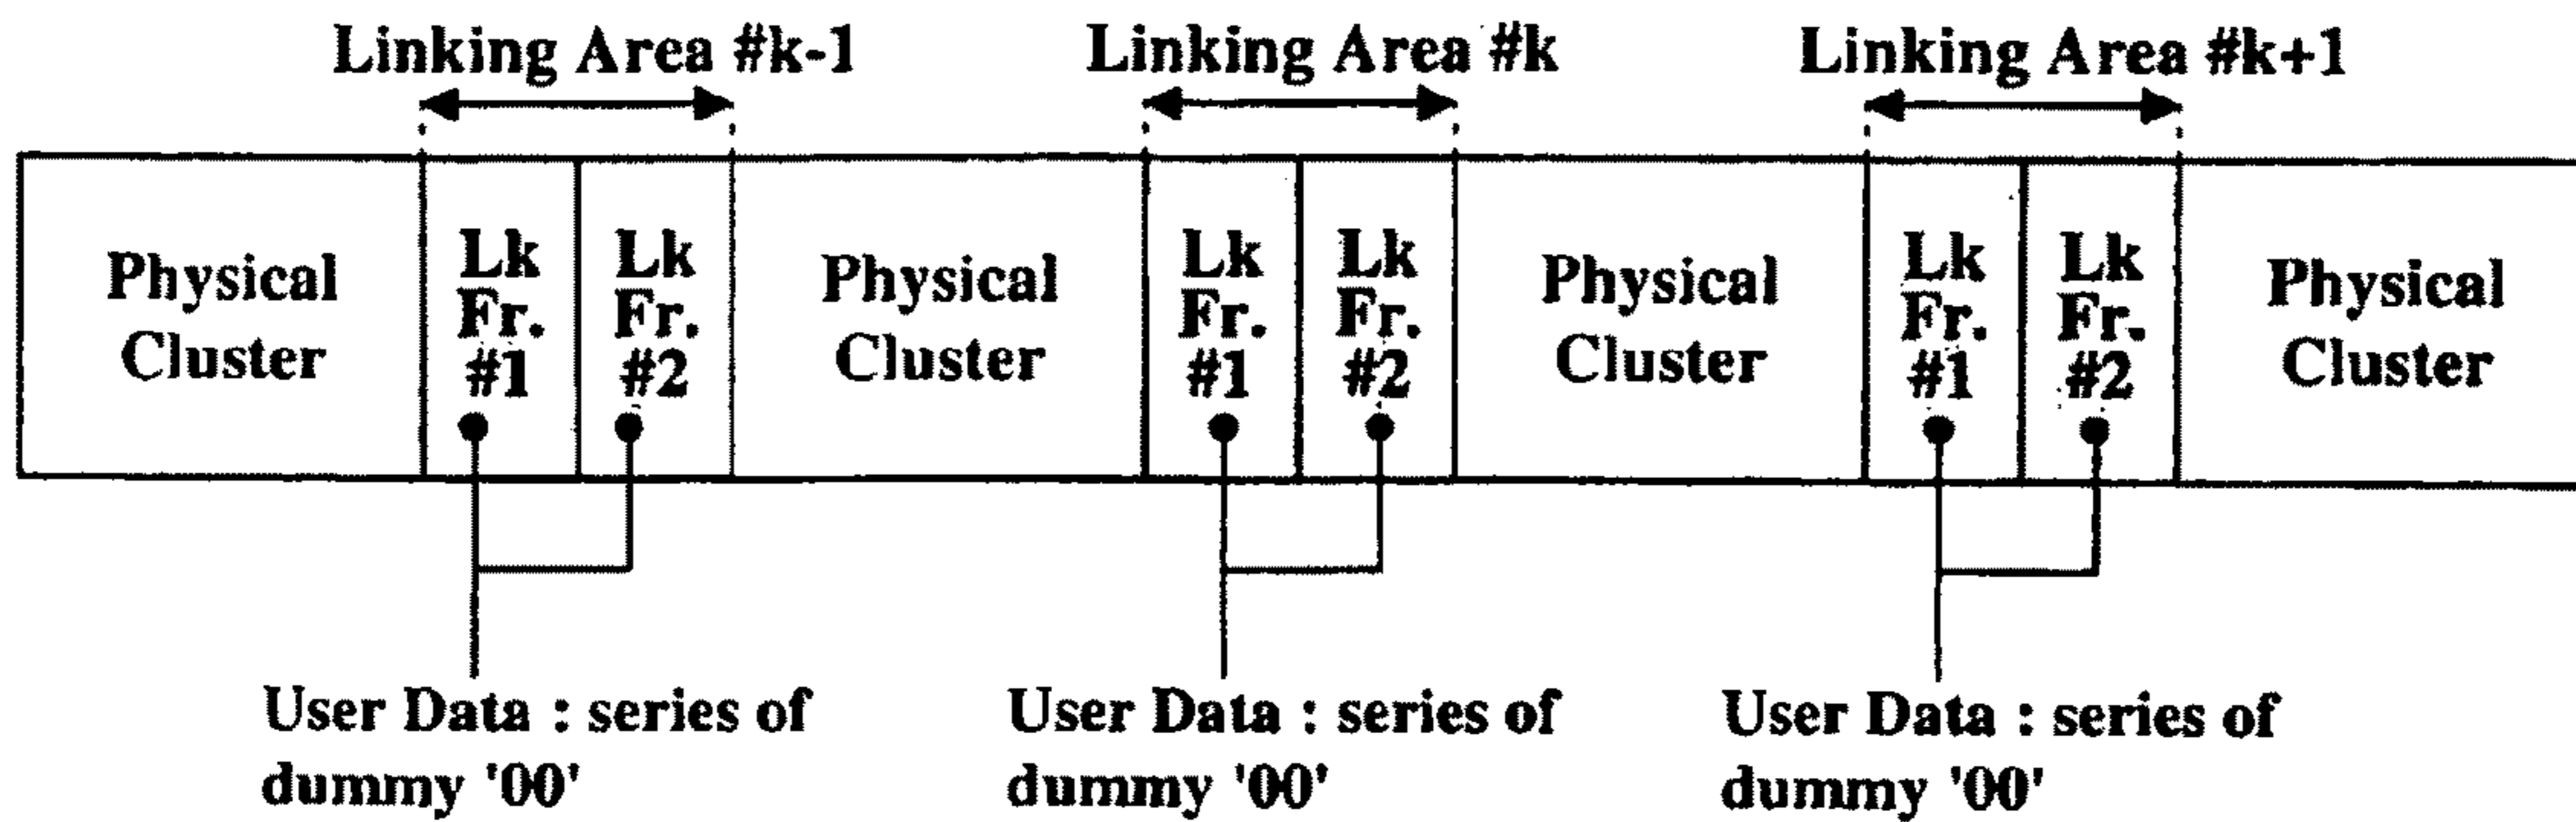 Linking Area #k-1
Linking Area #k
Linking Area #k+1
Physical
Cluster
Lk
Fr.
#1
Lk
Fr.
#2
Physical
Cluster
Lk
Fr.
#1
Lk
Fr.
#2
Physical
Cluster
Lk
Fr.
#1
Lk
Fr.
#2
Physical
Cluster
User Data : series of
dummy '00'
User Data : series of
dummy '00'
User Data : series of
dummy '00'